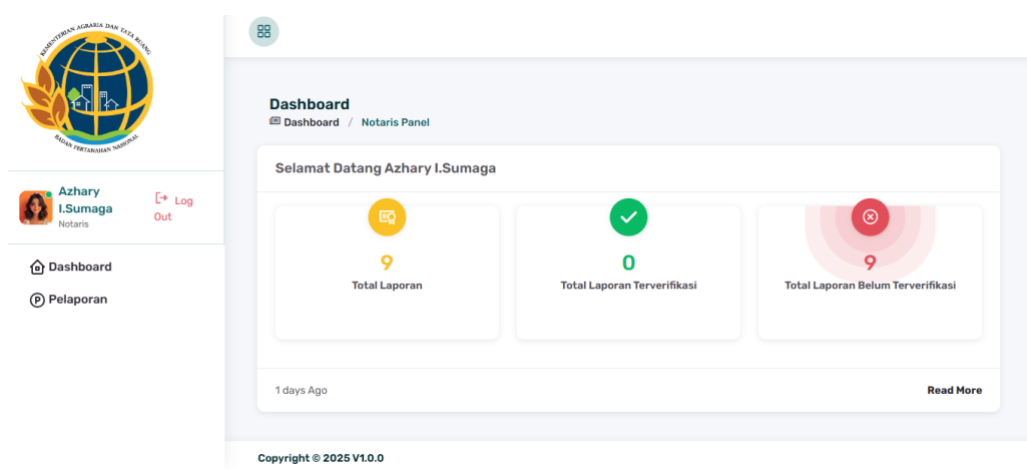 KEMENTERIAN AGRARIA DAN TATA RUANG
BADAN PERTANAHAN NASIONAL
Azhary
I.Sumaga
Notaris
Log
Out
Dashboard
Pelaporan
Dashboard
Dashboard / Notaris Panel
Selamat Datang Azhary I.Sumaga
9
Total Laporan
0
Total Laporan Terverifikasi
9
Total Laporan Belum Terverifikasi
1 days Ago
Read More
Copyright © 2025 V1.0.0